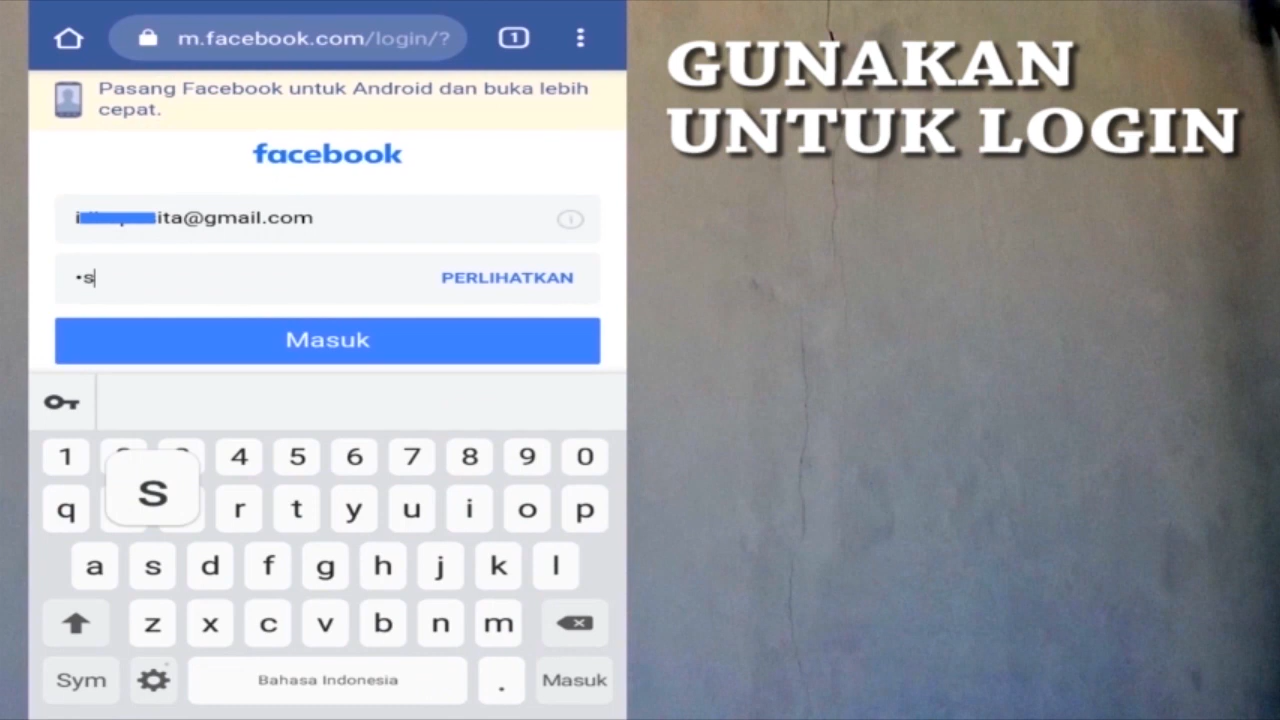 m.facebook.com/login/?
1
Pasang Facebook untuk Android dan buka lebih
cepat.
facebook
ita@gmail.com
•s
PERLIHATKAN
Masuk
1 4 5 6 7 8 9 0
S
q r t y u i o p
a s d f g h j k l
z x c v b n m
Sym
Bahasa Indonesia
.
Masuk
GUNAKAN
UNTUK LOGIN